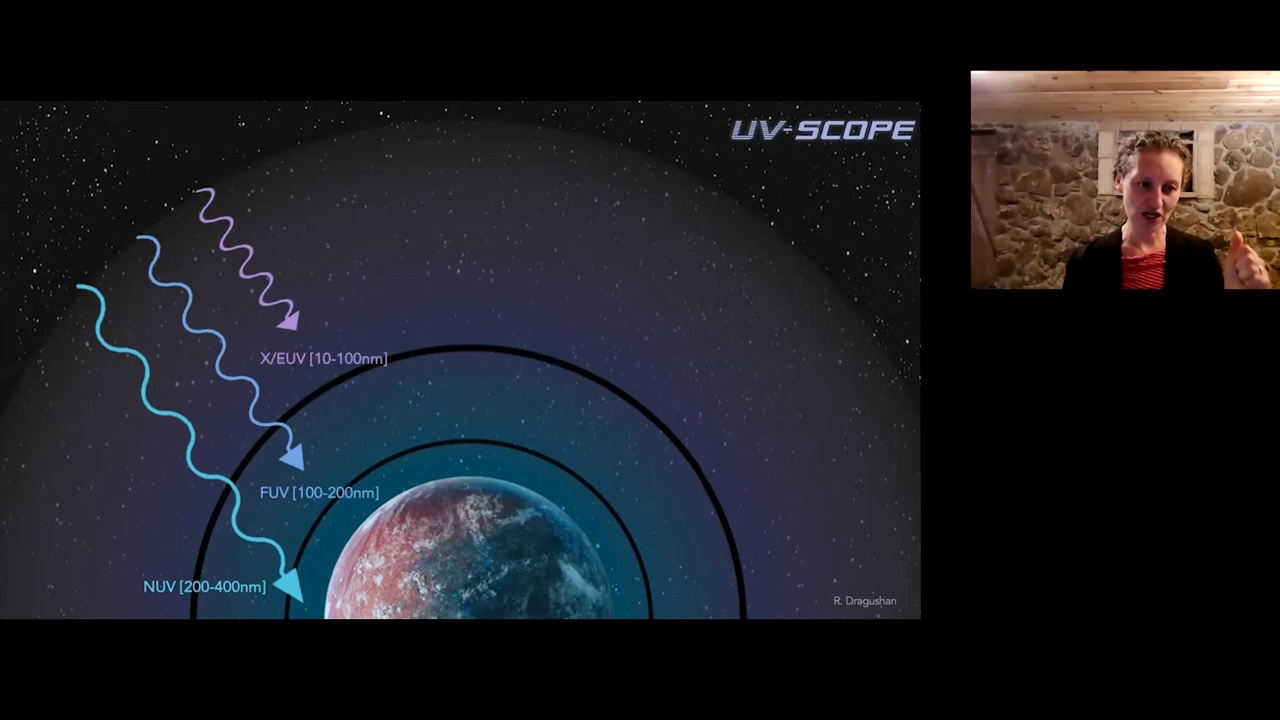 UV-SCOPE
X/EUV [10-100nm]
FUV [100-200nm]
NUV [200-400nm]
R. Dragushan